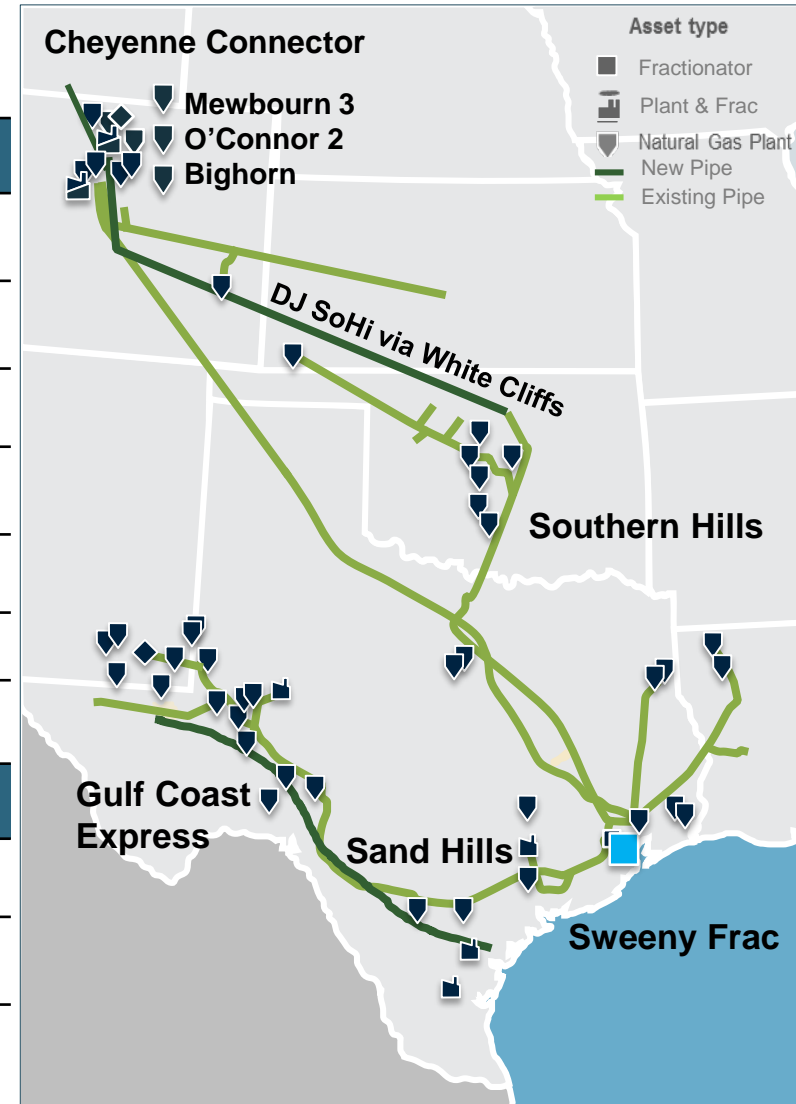 Cheyenne Connector
Asset type
Fractionator
Plant & Frac
Natural Gas Plant
New Pipe
Existing Pipe
Mewbourn 3
O'Connor 2
Bighorn
DJ SoHi via White Cliffs
Southern Hills
Gulf Coast
Express
Sand Hills
Sweeny Frac